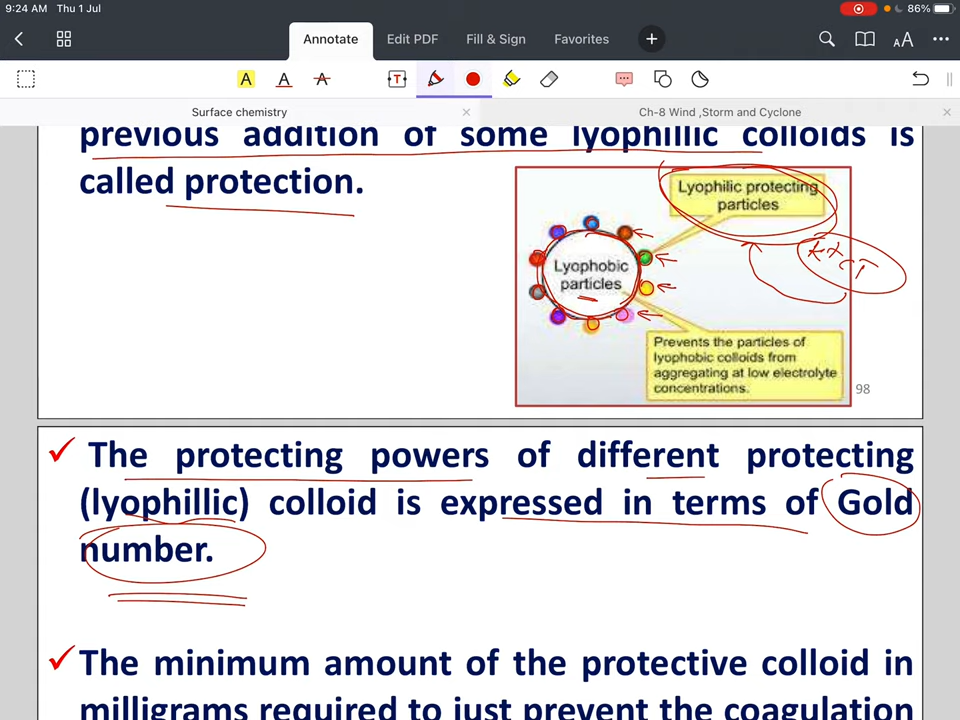 9:24 AM Thu 1 Jul
86%
Annotate
Edit PDF
Fill & Sign
Favorites
AA
A A A T
Surface chemistry
Ch-8 Wind ,Storm and Cyclone
previous addition of some lyophillic colloids is
called protection.
Lyophilic protecting
particles
Lyophobic
particles
Prevents the particles of
lyophobic colloids from
aggregating at low electrolyte
concentrations.
98
✓ The protecting powers of different protecting
(lyophillic) colloid is expressed in terms of Gold
number.
✓ The minimum amount of the protective colloid in
milligrams required to just prevent the coagulation